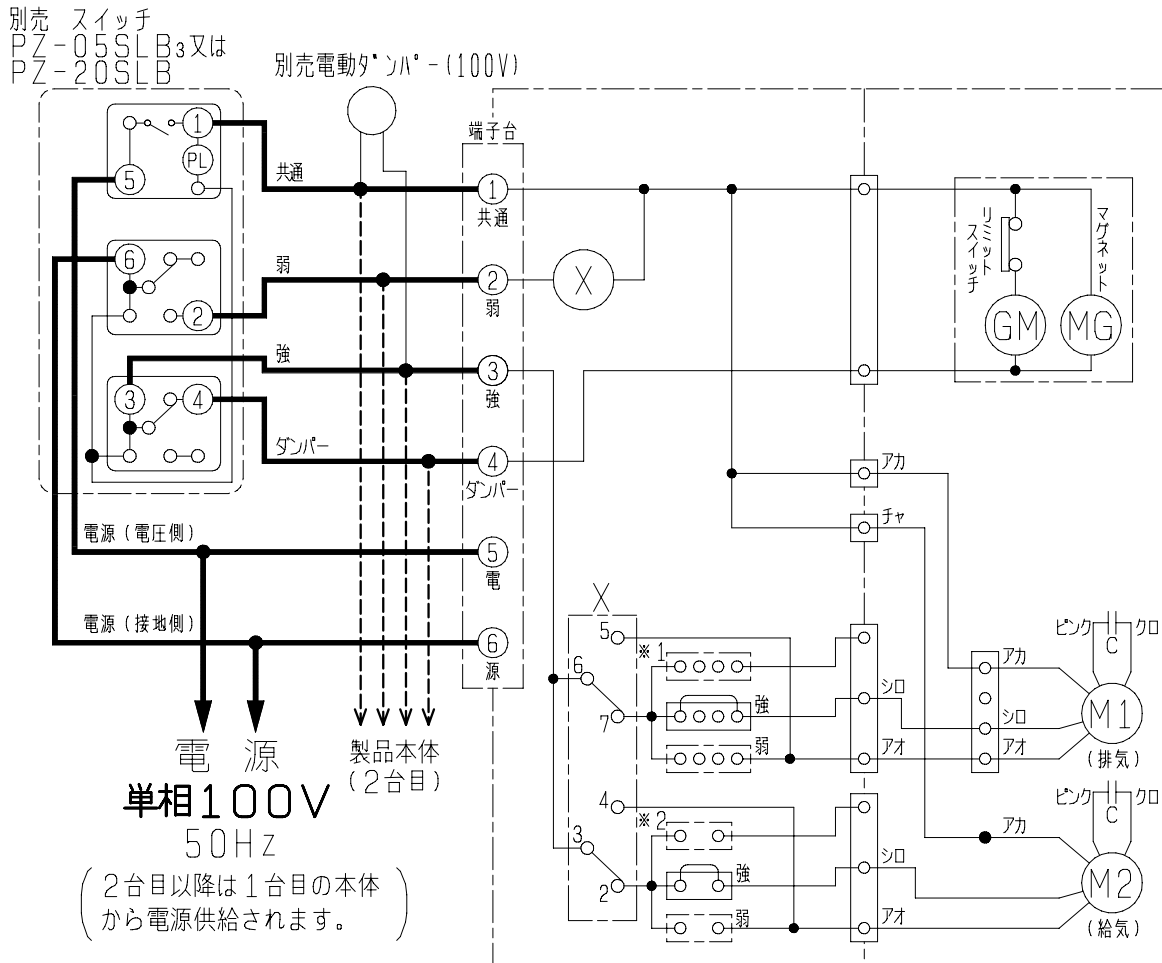 別売 スイッチ
PZ-05SLB3又は
PZ-20SLB
別売電動ダンパ-(100V)
端子台
1
PL
5
共通
1
共通
リミットスイッチ
マグネット
GM
MG
6
2
弱
2
弱
X
3
4
強
3
強
ダンパー
4
ダンパー
アカ
チャ
電源(電圧側)
5
電
電源(接地側)
6
源
X
5
※1
6
7
強
弱
シロ
アオ
アカ
シロ
アオ
ピンク
C
クロ
M1
(排気)
電 源
単相100V
50Hz
(2台目以降は1台目の本体
から電源供給されます。)
製品本体
(2台目)
4
※2
3
2
強
弱
シロ
アオ
アカ
ピンク
C
クロ
M2
(給気)